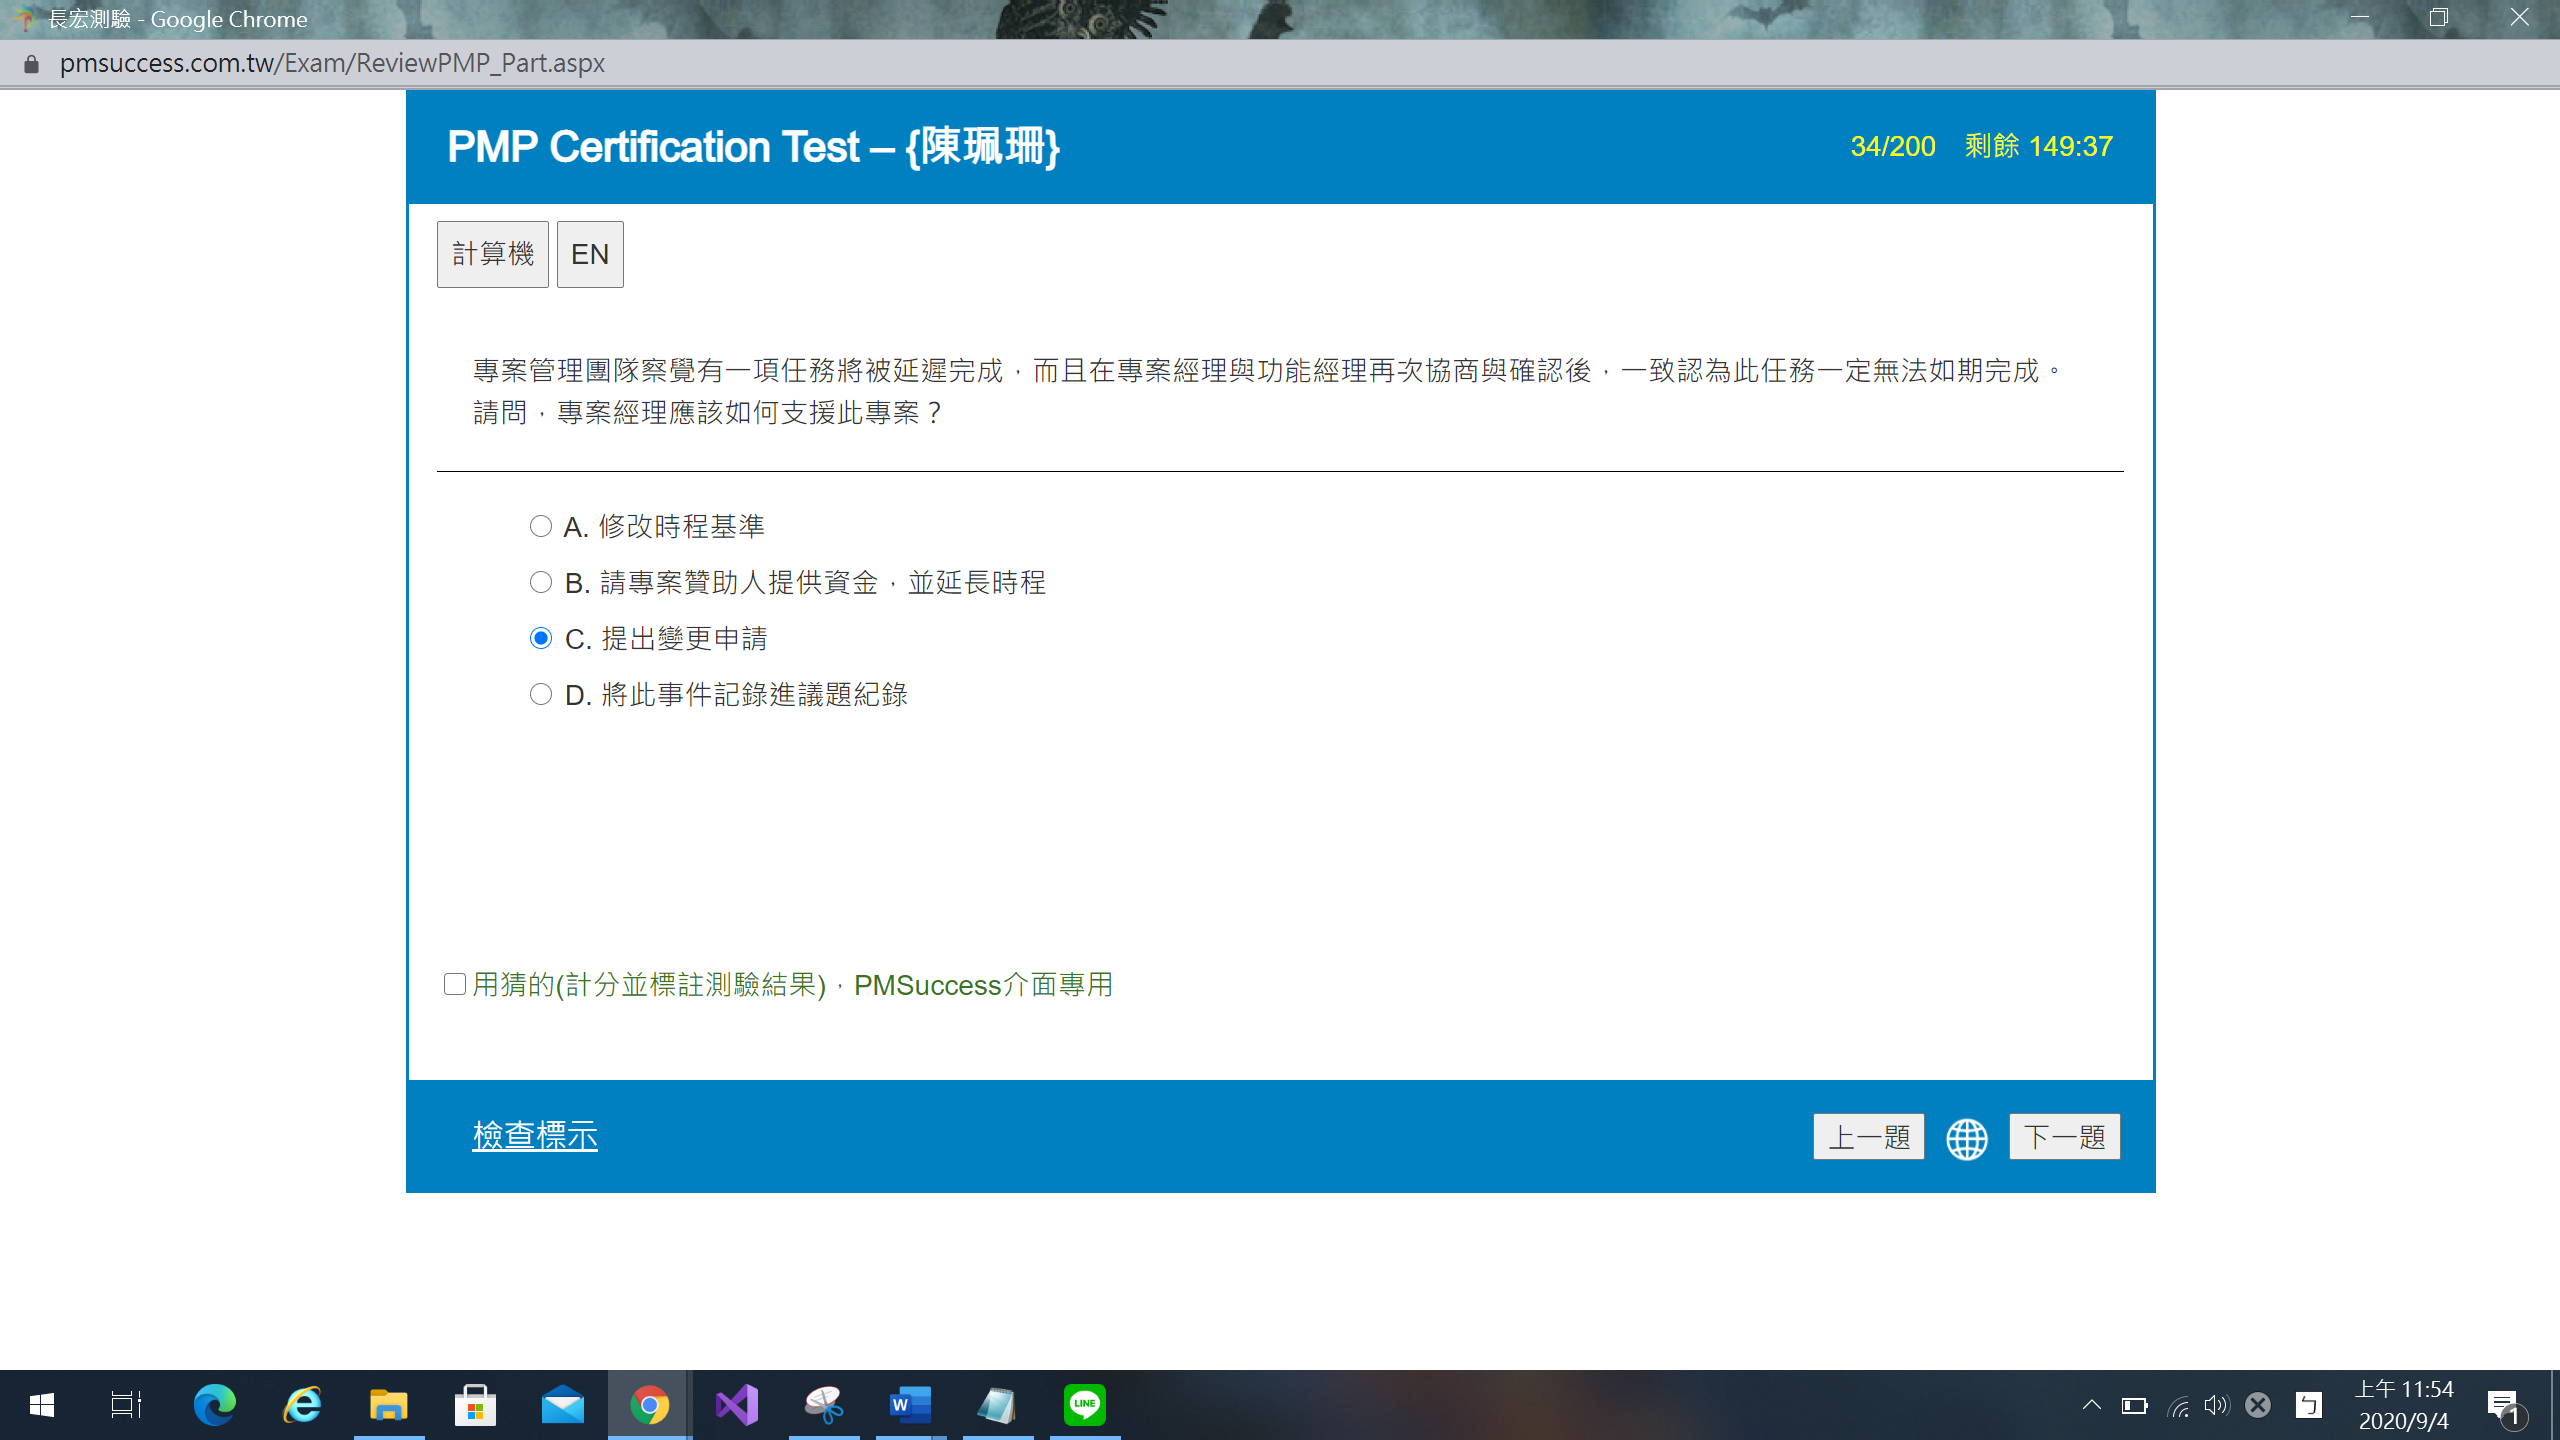 長宏測驗 - Google Chrome
pmsuccess.com.tw/Exam/ReviewPMP_Part.aspx
PMP Certification Test – {陳珮珊}
34/200 剩餘 149:37
計算機 EN
專案管理團隊察覺有一項任務將被延遲完成，而且在專案經理與功能經理再次協商與確認後，一致認為此任務一定無法如期完成。
請問，專案經理應該如何支援此專案？
A. 修改時程基準
B. 請專案贊助人提供資金，並延長時程
C. 提出變更申請
D. 將此事件記錄進議題紀錄
用猜的(計分並標註測驗結果)，PMSuccess介面專用
檢查標示
上一題 下一題
W
LINE
ㄅ
上午 11:54
2020/9/4
1